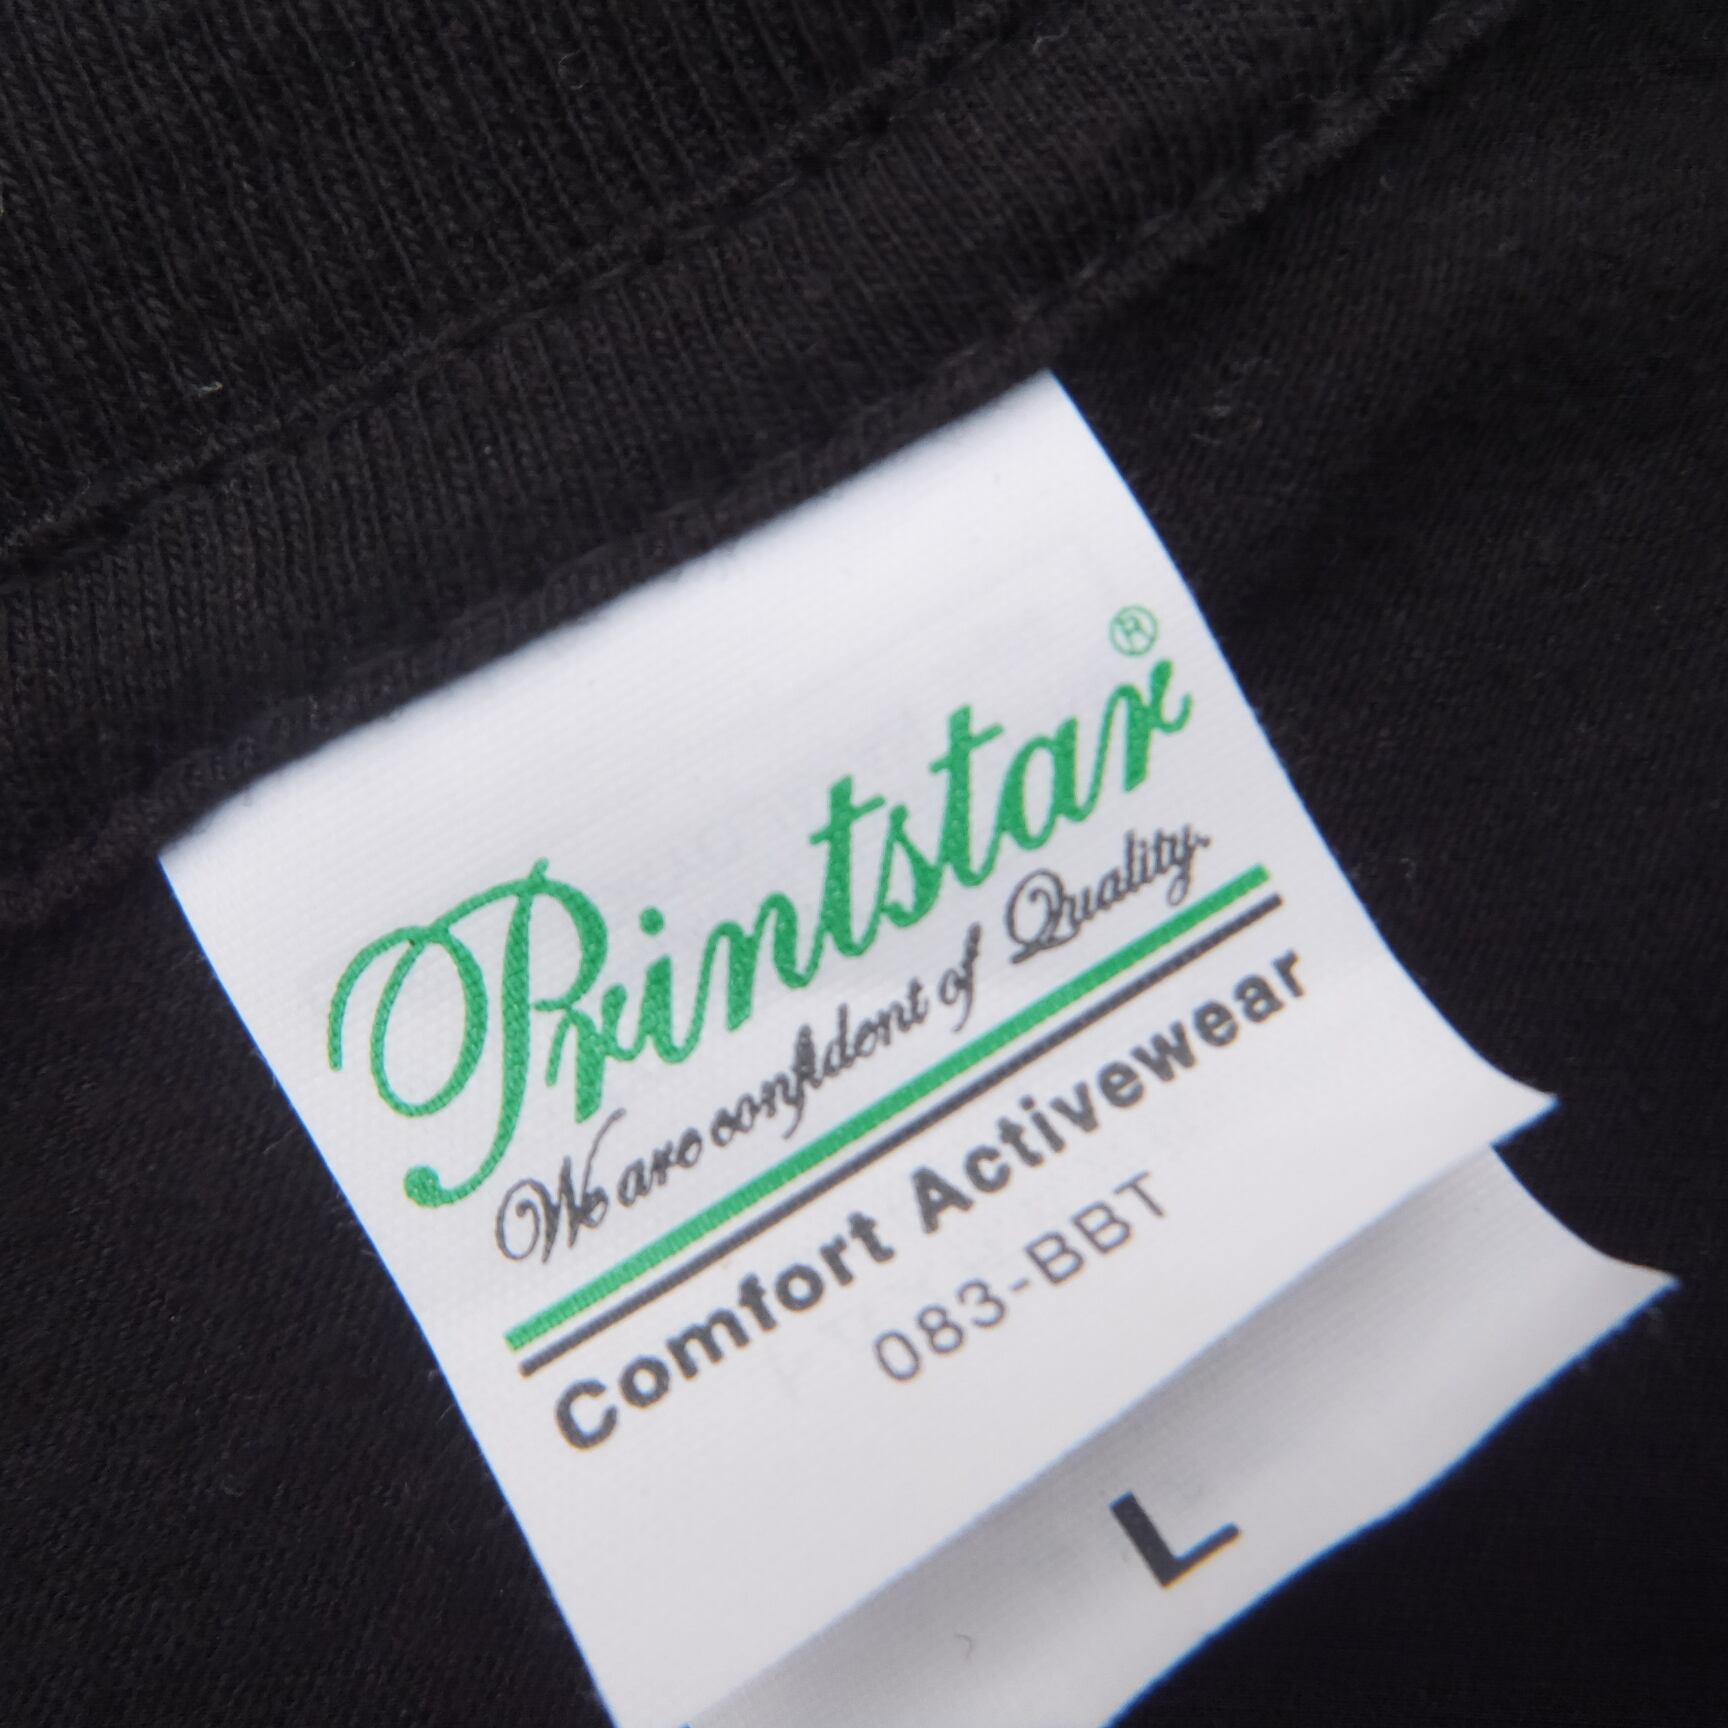 Printstar®
We are confident of Quality.
Comfort Activewear
083-BBT
L